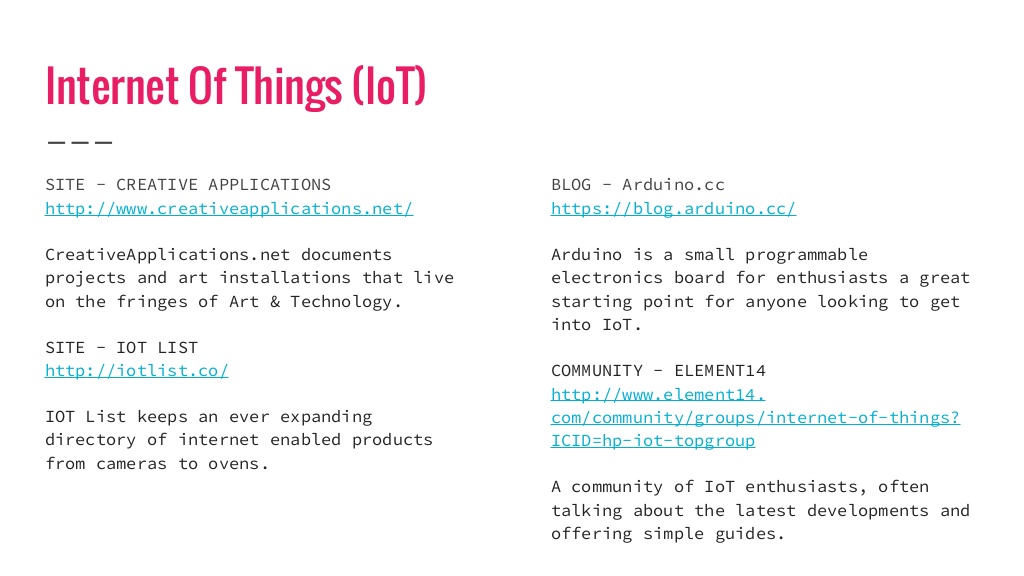 Internet Of Things (IoT)
SITE - CREATIVE APPLICATIONS
http://www.creativeapplications.net/
CreativeApplications.net documents
projects and art installations that live
on the fringes of Art & Technology.
SITE - IOT LIST
http://iotlist.co/
IOT List keeps an ever expanding
directory of internet enabled products
from cameras to ovens.
BLOG - Arduino.cc
https://blog.arduino.cc/
Arduino is a small programmable
electronics board for enthusiasts a great
starting point for anyone looking to get
into IoT.
COMMUNITY - ELEMENT14
http://www.element14.
com/community/groups/internet-of-things?
ICID=hp-iot-topgroup
A community of IoT enthusiasts, often
talking about the latest developments and
offering simple guides.